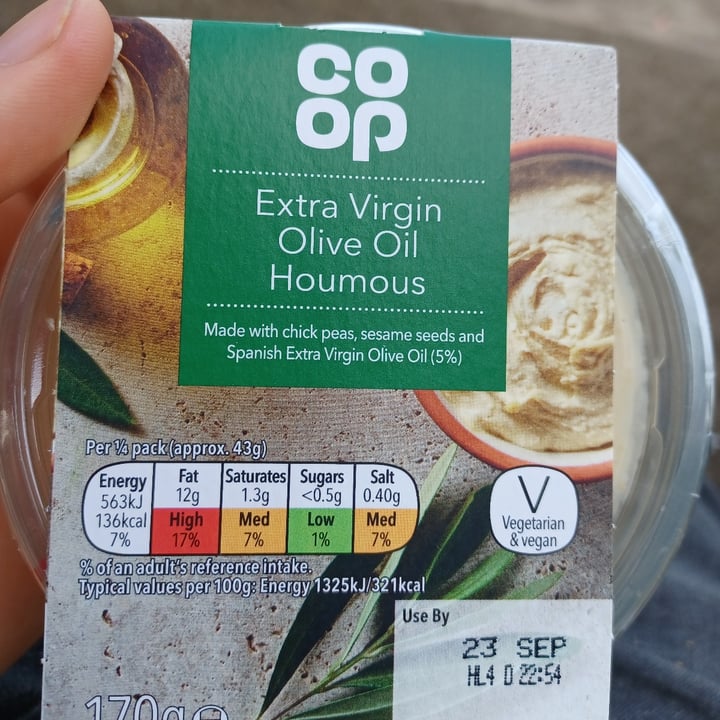 CO
OP
Extra Virgin
Olive Oil
Houmous
Made with chick peas, sesame seeds and
Spanish Extra Virgin Olive Oil (5%)
Per ¼ pack (approx. 43g)
Energy 563kJ 136kcal 7%
Fat 12g High 17%
Saturates 1.3g Med 7%
Sugars <0.5g Low 1%
Salt 0.40g Med 7%
V
Vegetarian
& vegan
% of an adult's reference intake.
Typical values per 100g: Energy 1325kJ/321kcal
Use By
23 SEP
HL4 D 22:54
170g e